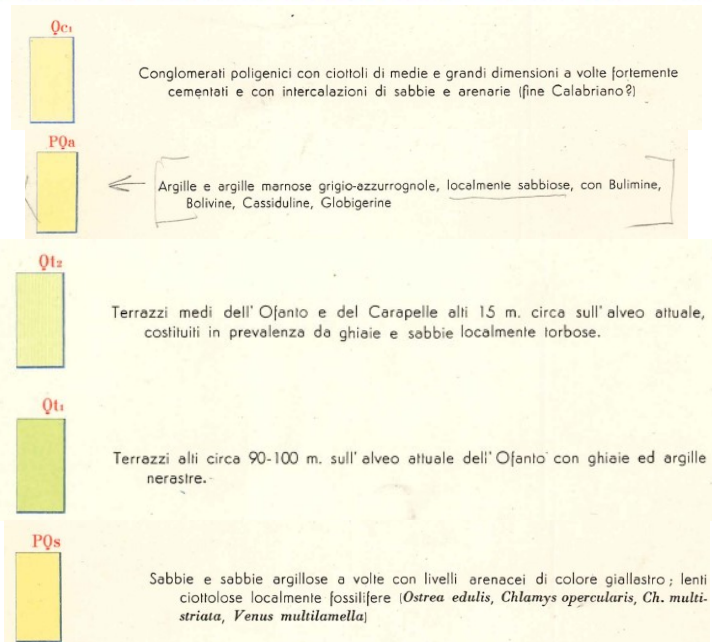 Qc1
Conglomerati poligenici con ciottoli di medie e grandi dimensioni a volte fortemente
cementati e con intercalazioni di sabbie e arenarie (fine Calabriano?)
PQa
Argille e argille marnose grigio-azzurrognole, localmente sabbiose, con Bulimine,
Bolivine, Cassiduline, Globigerine
Qt2
Terrazzi medi dell'Ofanto e del Carapelle alti 15 m. circa sull'alveo attuale,
costituiti in prevalenza da ghiaie e sabbie localmente torbose.
Qt1
Terrazzi alti circa 90-100 m. sull'alveo attuale dell'Ofanto con ghiaie ed argille
nerastre.
PQs
Sabbie e sabbie argillose a volte con livelli arenacei di colore giallastro; lenti
ciottolose localmente fossilifere (Ostrea edulis, Chlamys opercularis, Ch. multi-
striata, Venus multilamella)